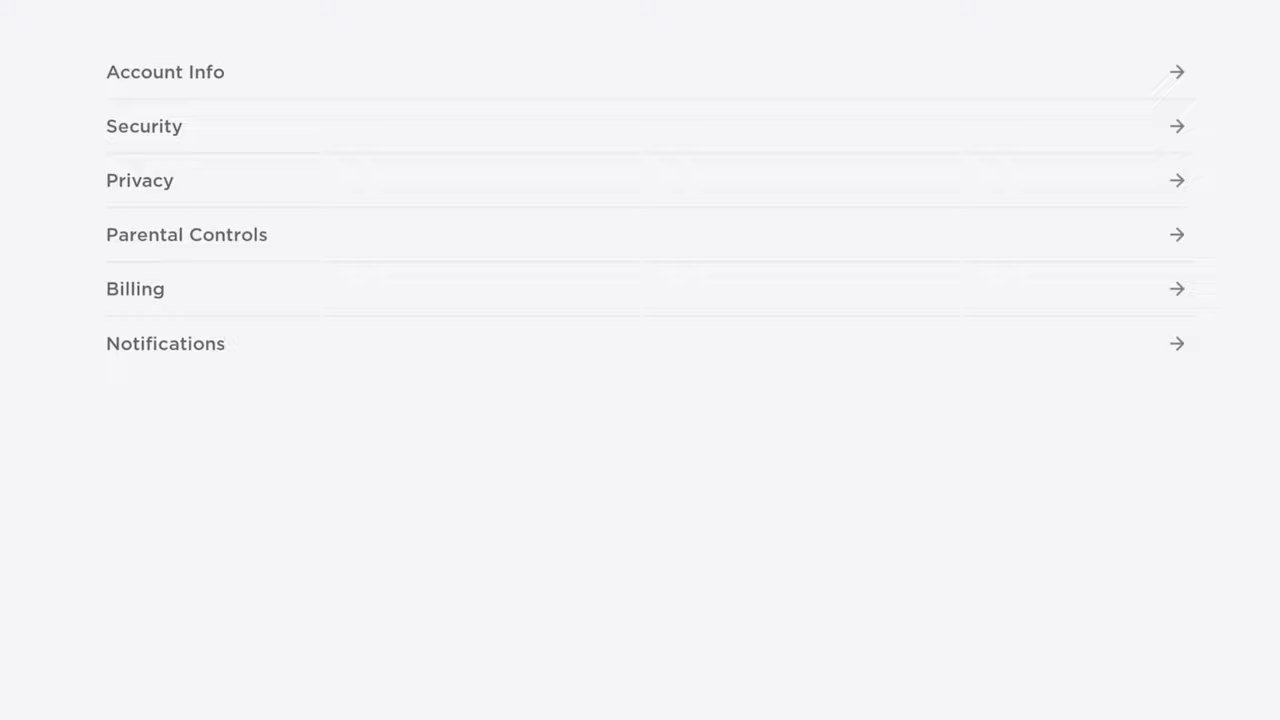 Account Info
Security
Privacy
Parental Controls
Billing
Notifications